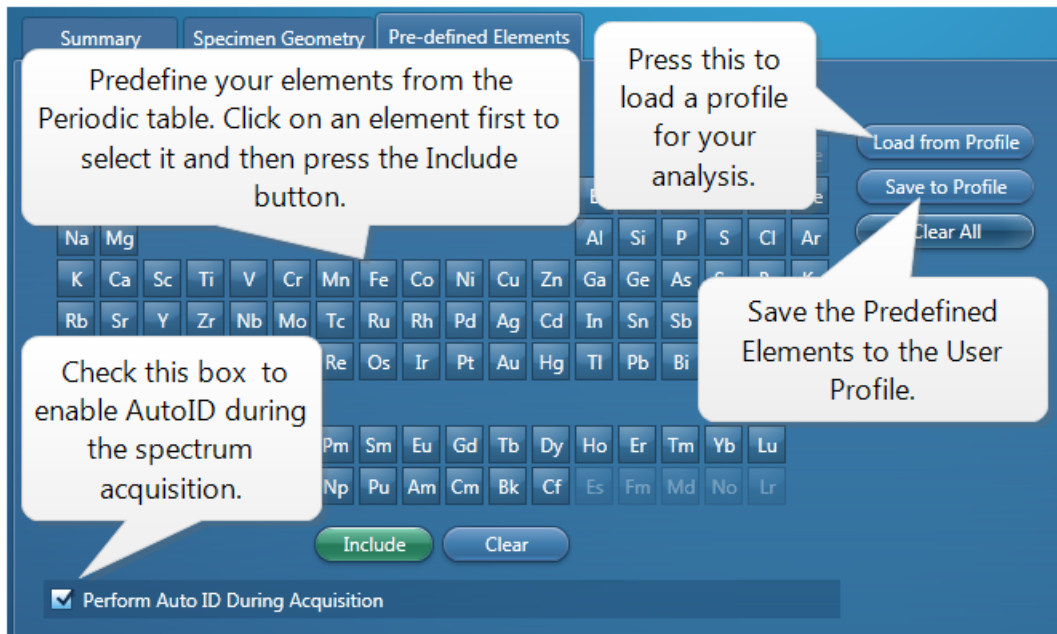 Summary Specimen Geometry Pre-defined Elements
Predefine your elements from the
Periodic table. Click on an element first to
select it and then press the Include
button.
Press this to
load a profile
for your
analysis.
Load from Profile
Save to Profile
Clear All
Na Mg Al Si P S Cl Ar
K Ca Sc Ti V Cr Mn Fe Co Ni Cu Zn Ga Ge As
Rb Sr Y Zr Nb Mo Tc Ru Rh Pd Ag Cd In Sn Sb
Re Os Ir Pt Au Hg Tl Pb Bi
Save the Predefined
Elements to the User
Profile.
Check this box to
enable AutoID during
the spectrum
acquisition.
Pm Sm Eu Gd Tb Dy Ho Er Tm Yb Lu
Np Pu Am Cm Bk Cf Es Fm Md No Lr
Include Clear
Perform Auto ID During Acquisition